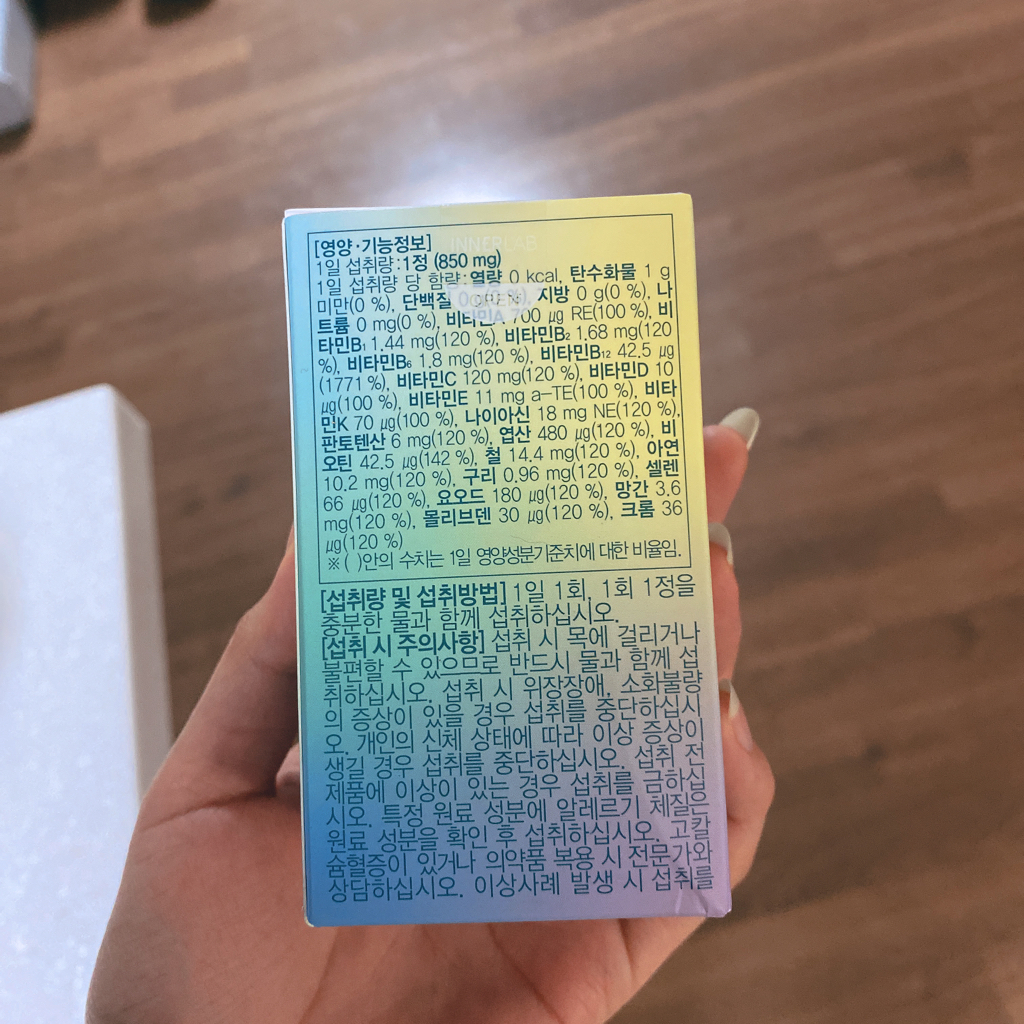 [영양·기능정보] INNERLAB
1일 섭취량:1정 (850 mg)
1일 섭취량 당 함량:열량 0 kcal, 탄수화물 1 g
미만(0 %), 단백질 0 %), 지방 0 g(0 %), 나
OPEN
트륨 0 mg(0 %), 비타민A 700 μg RE(100 %), 비
타민B₁ 1.44 mg(120 %), 비타민B₂ 1.68 mg(120
%), 비타민B₆ 1.8 mg(120 %), 비타민B₁₂ 42.5 μg
(1771 %), 비타민C 120 mg(120 %), 비타민D 10
μg(100 %), 비타민E 11 mg a-TE(100 %), 비타
민K 70 μg(100 %), 나이아신 18 mg NE(120 %),
판토텐산 6 mg(120 %), 엽산 480 μg(120 %), 비
오틴 42.5 μg(142 %), 철 14.4 mg(120 %), 아연
10.2 mg(120 %), 구리 0.96 mg(120 %), 셀렌
66 μg(120 %), 요오드 180 μg(120 %), 망간 3.6
mg(120 %), 몰리브덴 30 μg(120 %), 크롬 36
μg(120 %)
※( )안의 수치는 1일 영양성분기준치에 대한 비율임.
[섭취량 및 섭취방법] 1일 1회, 1회 1정을
충분한 물과 함께 섭취하십시오.
[섭취 시 주의사항] 섭취 시 목에 걸리거나
불편할 수 있으므로 반드시 물과 함께 섭
취하십시오. 섭취 시 위장장애, 소화불량
의 증상이 있을 경우 섭취를 중단하십시
오. 개인의 신체 상태에 따라 이상 증상이
생길 경우 섭취를 중단하십시오. 섭취 전
제품에 이상이 있는 경우 섭취를 금하십
시오. 특정 원료 성분에 알레르기 체질은
원료 성분을 확인 후 섭취하십시오. 고칼
슘혈증이 있거나 의약품 복용 시 전문가와
상담하십시오. 이상사례 발생 시 섭취를